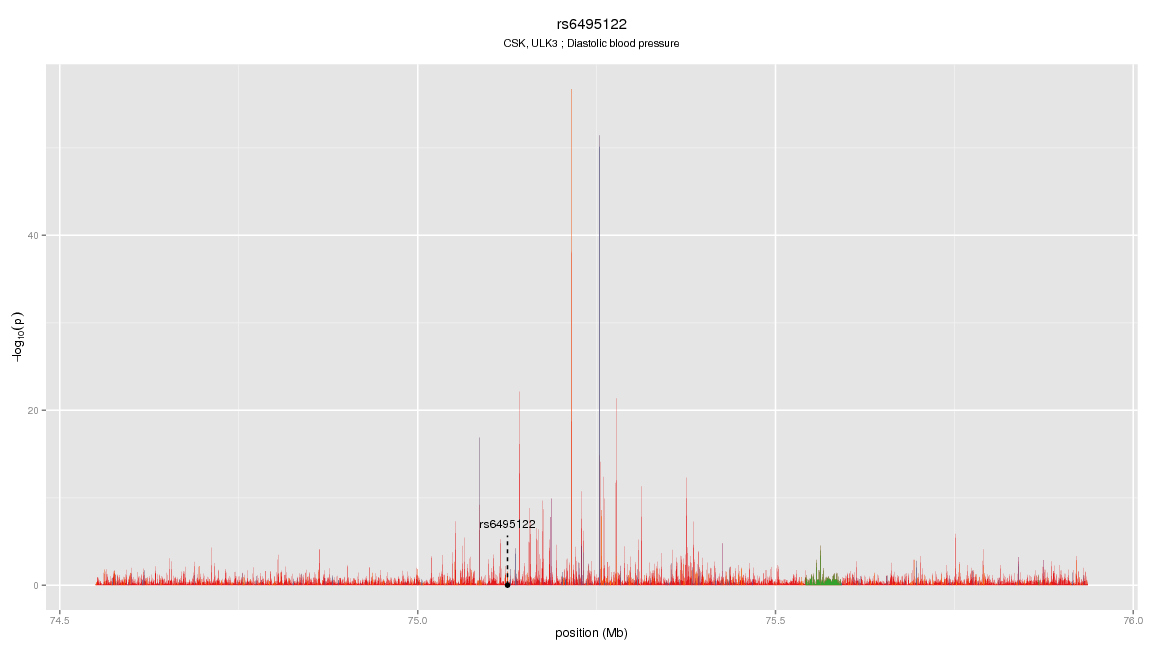 rs6495122
CSK, ULK3 ; Diastolic blood pressure
−log10(p)
40
20
0
rs6495122
74.5
75.0
75.5
76.0
position (Mb)